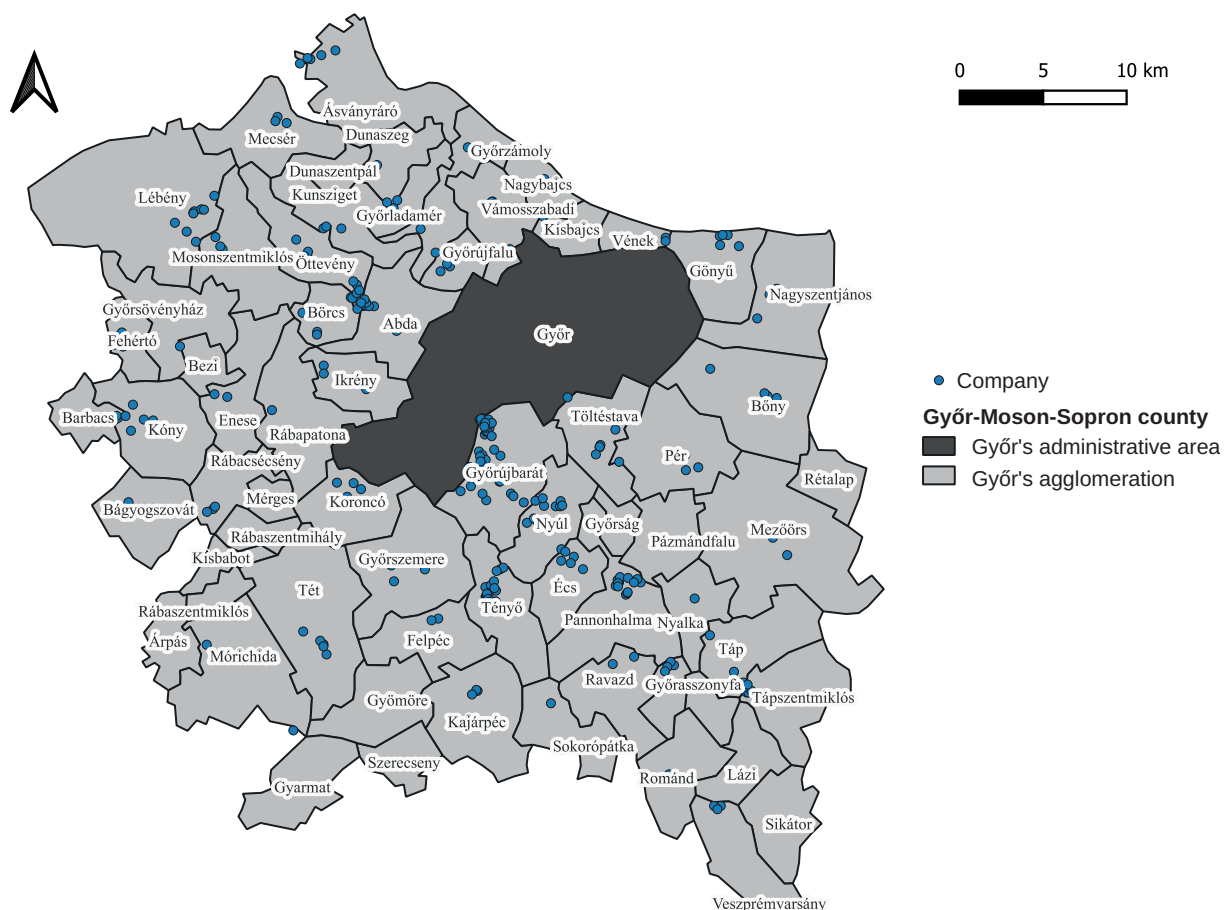 0 5 10 km
Ásványráró
Dunaszeg
Mecsér
Győrzámoly
Dunaszentpál
Nagybajcs
Kunsziget
Lébény
Vámosszabadi
Győrladamér
Kisbajcs
Vének
Mosonszentmiklós
Öttevény
Győrújfalu
Gönyű
Nagyszentjános
Győrsövényház
Börcs
Abda
Győr
Fehértó
Bezi
Ikrény
Company
Barbacs
Kóny
Enese
Rábapatona
Töltéstava
Bőny
Győr-Moson-Sopron county
Győr's administrative area
Győr's agglomeration
Rábacsécsény
Győrújbarát
Pér
Rétalap
Mérges
Koroncó
Bágyogszovát
Nyúl
Győrság
Mezőörs
Rábaszentmihály
Pázmándfalu
Kisbabot
Győrszemere
Tét
Écs
Rábaszentmiklós
Tényő
Pannonhalma
Nyalka
Árpás
Mórichida
Felpéc
Táp
Ravazd
Győrasszonyfa
Tápszentmiklós
Gyömöre
Kajárpéc
Sokorópátka
Szerecseny
Gyarmat
Románd
Lázi
Sikátor
Veszprémvarsány